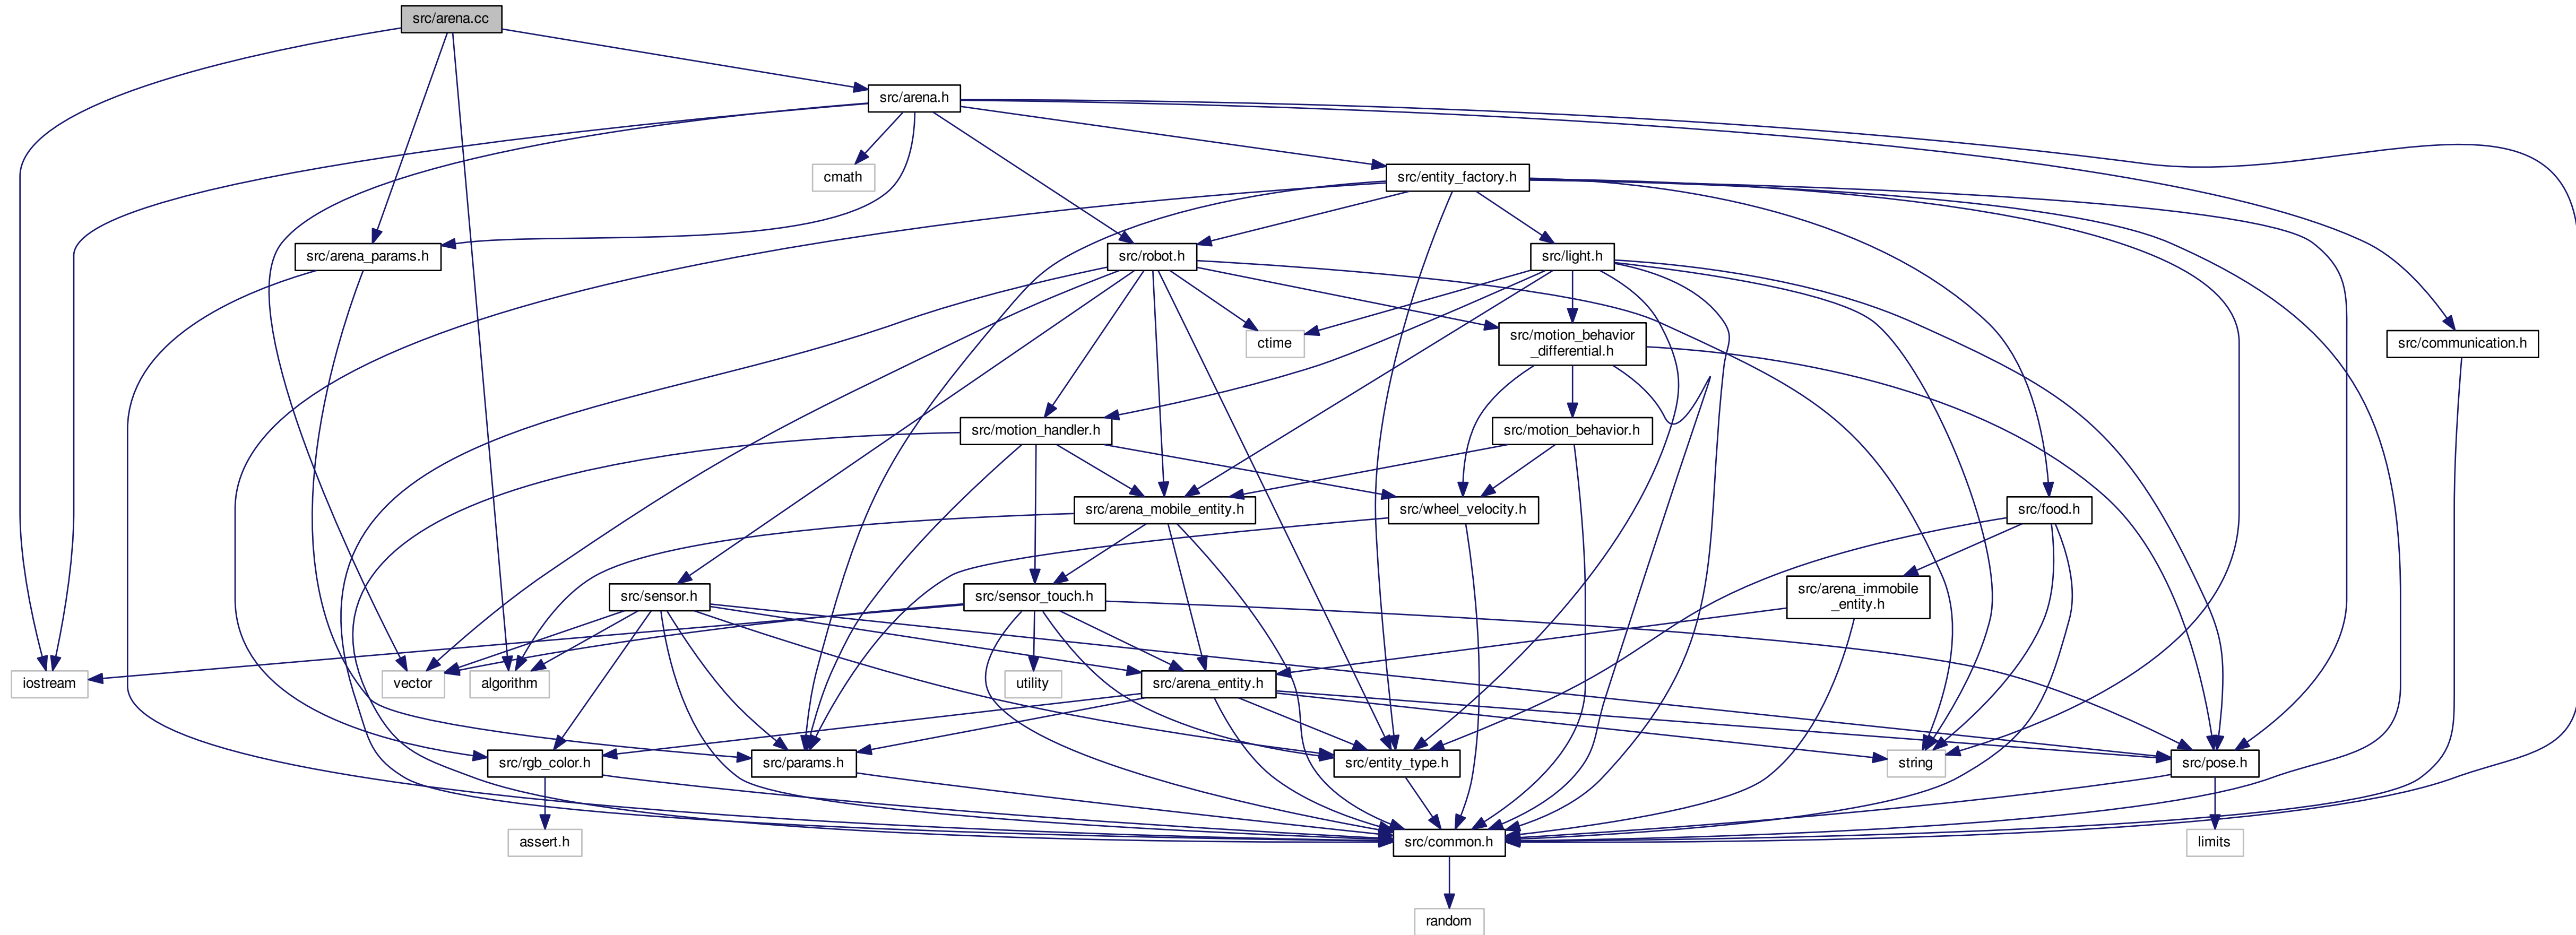 src/arena.cc
src/arena.h
cmath
src/entity_factory.h
src/arena_params.h
src/robot.h
src/light.h
ctime
src/motion_behavior
_differential.h
src/communication.h
src/motion_handler.h
src/motion_behavior.h
src/arena_mobile_entity.h
src/wheel_velocity.h
src/food.h
src/sensor.h
src/sensor_touch.h
src/arena_immobile
_entity.h
iostream
vector
algorithm
utility
src/arena_entity.h
src/rgb_color.h
src/params.h
src/entity_type.h
string
src/pose.h
assert.h
src/common.h
limits
random